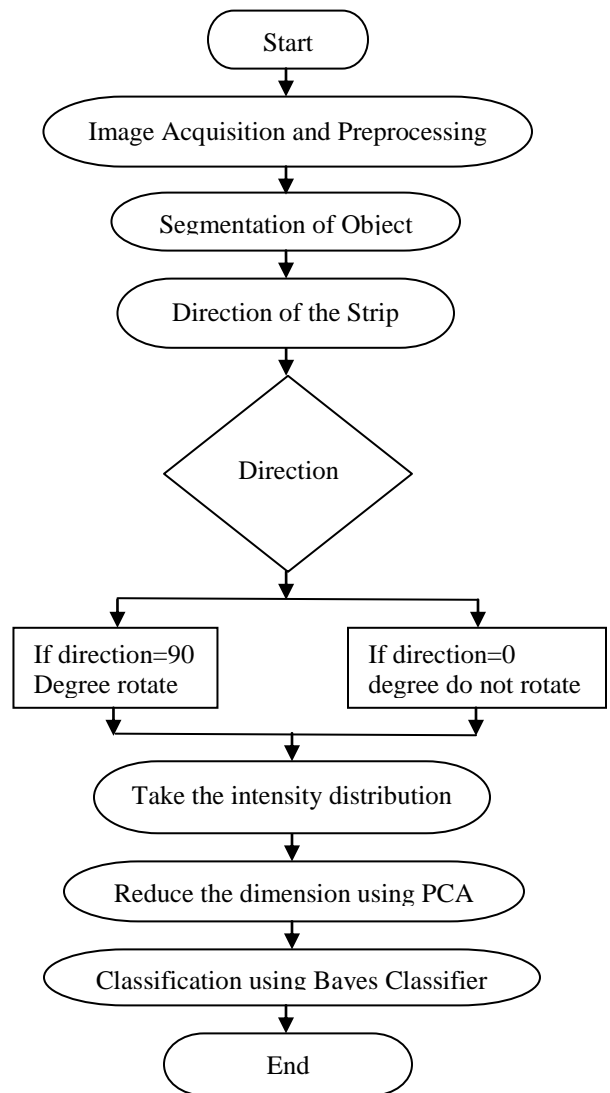 Start
Image Acquisition and Preprocessing
Segmentation of Object
Direction of the Strip
Direction
If direction=90
Degree rotate
If direction=0
degree do not rotate
Take the intensity distribution
Reduce the dimension using PCA
Classification using Bayes Classifier
End